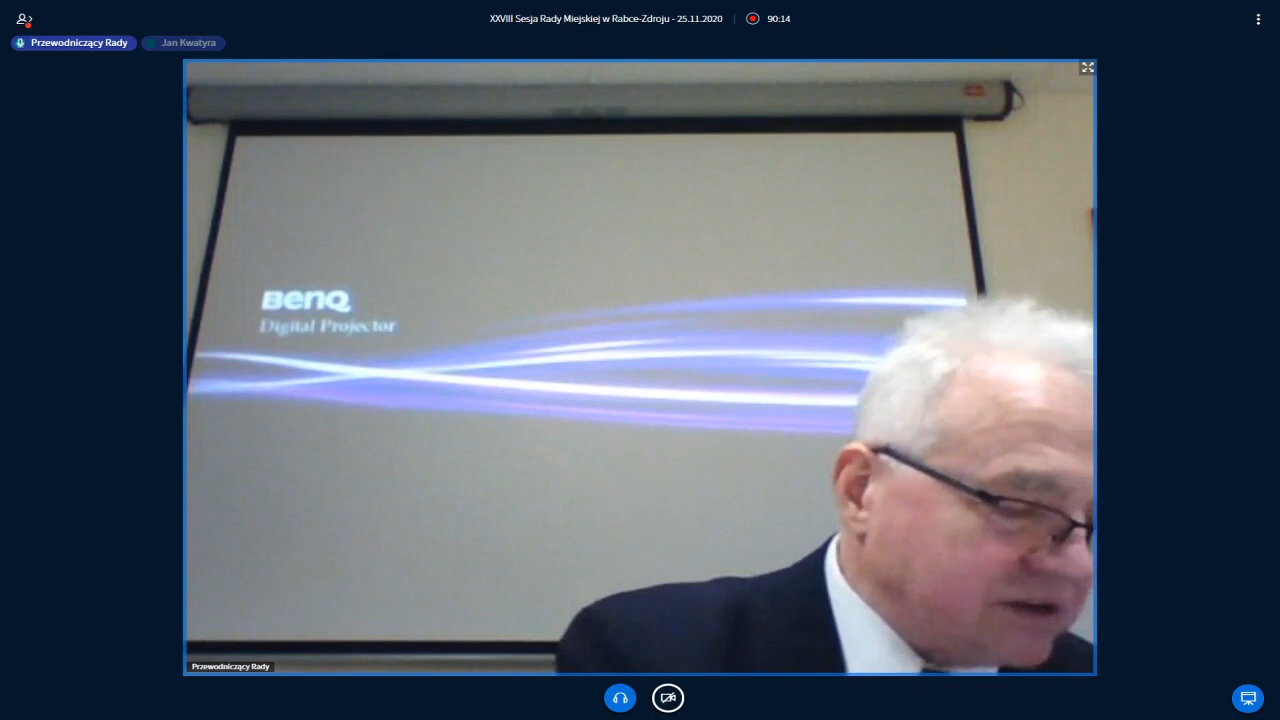 XXVIII Sesja Rady Miejskiej w Rabce-Zdroju - 25.11.2020
90:14
Przewodniczący Rady
Jan Kwatyra
BenQ
Digital Projector
Przewodniczący Rady